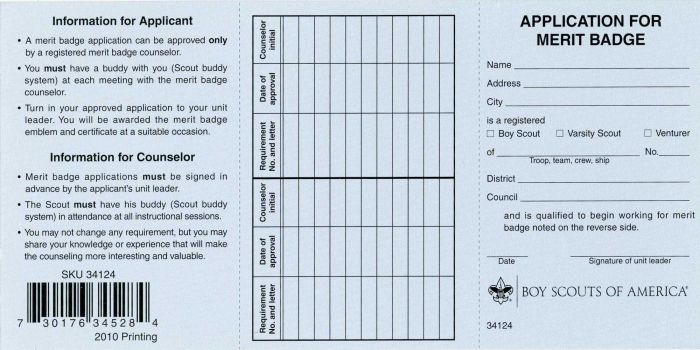 Information for Applicant
• A merit badge application can be approved only
by a registered merit badge counselor.
• You must have a buddy with you (Scout buddy
system) at each meeting with the merit badge
counselor.
• Turn in your approved application to your unit
leader. You will be awarded the merit badge
emblem and certificate at a suitable occasion.
Information for Counselor
• Merit badge applications must be signed in
advance by the applicant's unit leader.
• The Scout must have his buddy (Scout buddy
system) in attendance at all instructional sessions.
• You may not change any requirement, but you may
share your knowledge or experience that will make
the counseling more interesting and valuable.
SKU 34124
7 30176 34528 4
2010 Printing
Counselor
initial
Date of
approval
Requirement
No. and letter
Counselor
initial
Date of
approval
Requirement
No. and letter
APPLICATION FOR
MERIT BADGE
Name
Address
City
is a registered
□ Boy Scout □ Varsity Scout □ Venturer
of No.
Troop, team, crew, ship
District
Council
and is qualified to begin working for merit
badge noted on the reverse side.
Date Signature of unit leader
BOY SCOUTS OF AMERICA®
34124